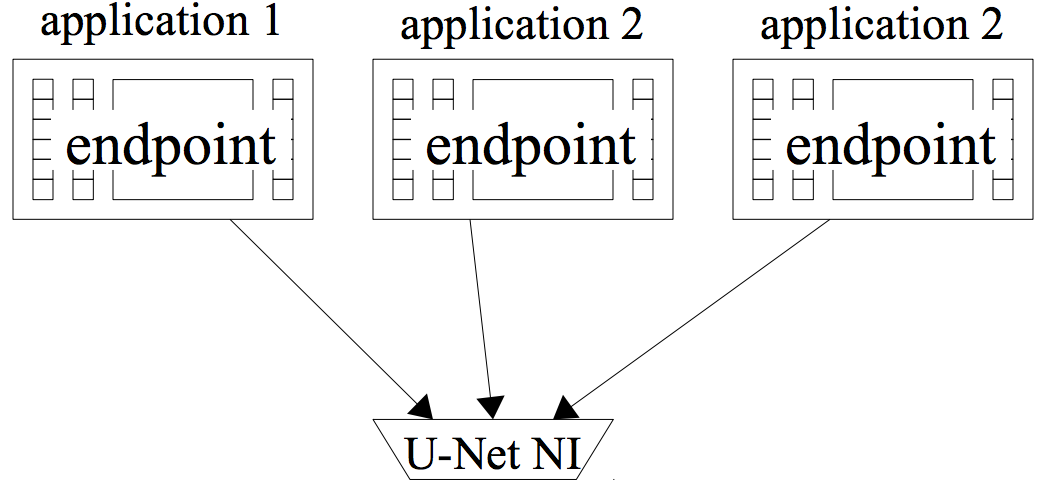 application 1
application 2
application 2
endpoint
endpoint
endpoint
U-Net NI